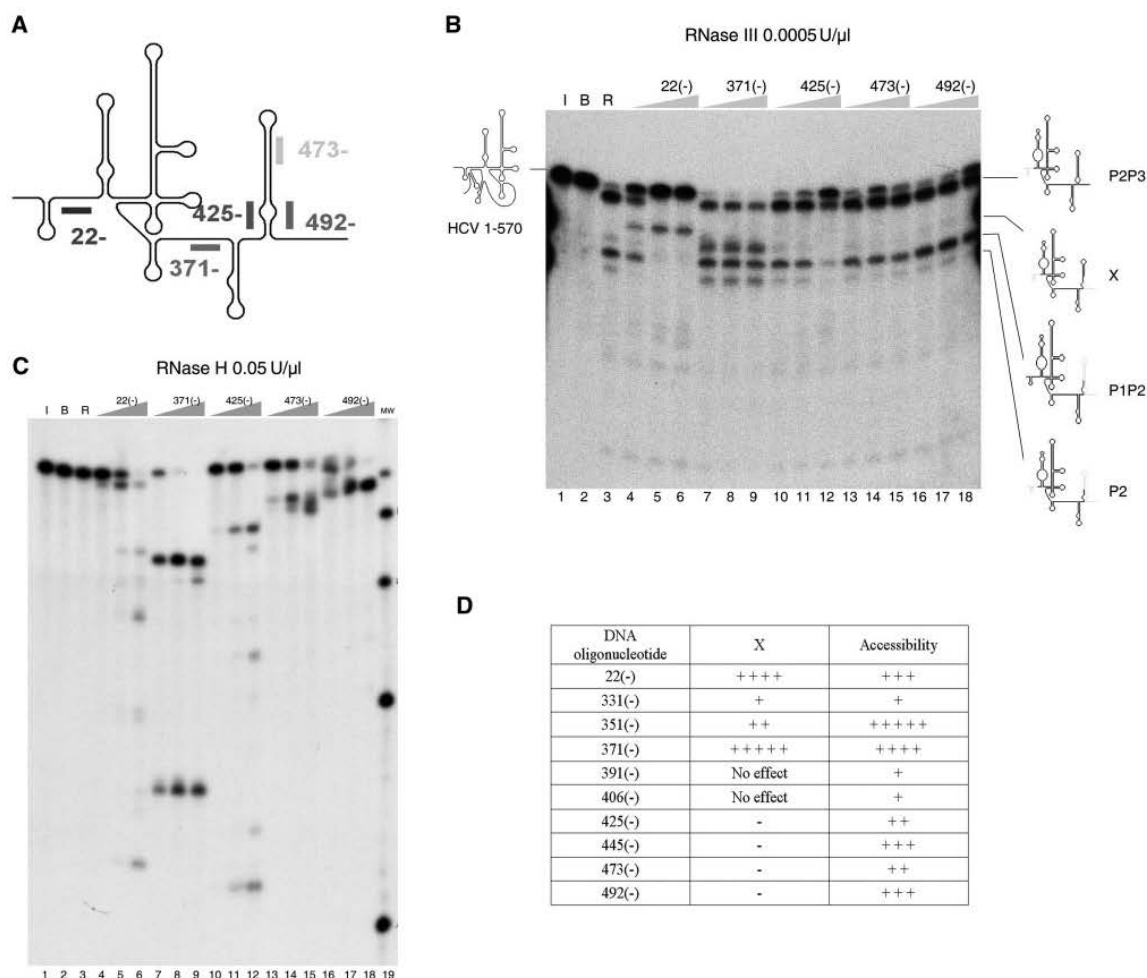 A
22-
371-
425-
473-
492-
B
RNase III 0.0005 U/µl
I B R 22(-) 371(-) 425(-) 473(-) 492(-)
HCV 1-570
P2P3
X
P1P2
P2
1 2 3 4 5 6 7 8 9 10 11 12 13 14 15 16 17 18
C
RNase H 0.05 U/µl
I B R 22(-) 371(-) 425(-) 473(-) 492(-) MW
1 2 3 4 5 6 7 8 9 10 11 12 13 14 15 16 17 18 19
D
DNA oligonucleotide X Accessibility
22(-) ++++ +++
331(-) + +
351(-) ++ +++++
371(-) +++++ ++++
391(-) No effect +
406(-) No effect +
425(-) - ++
445(-) - +++
473(-) - ++
492(-) - +++